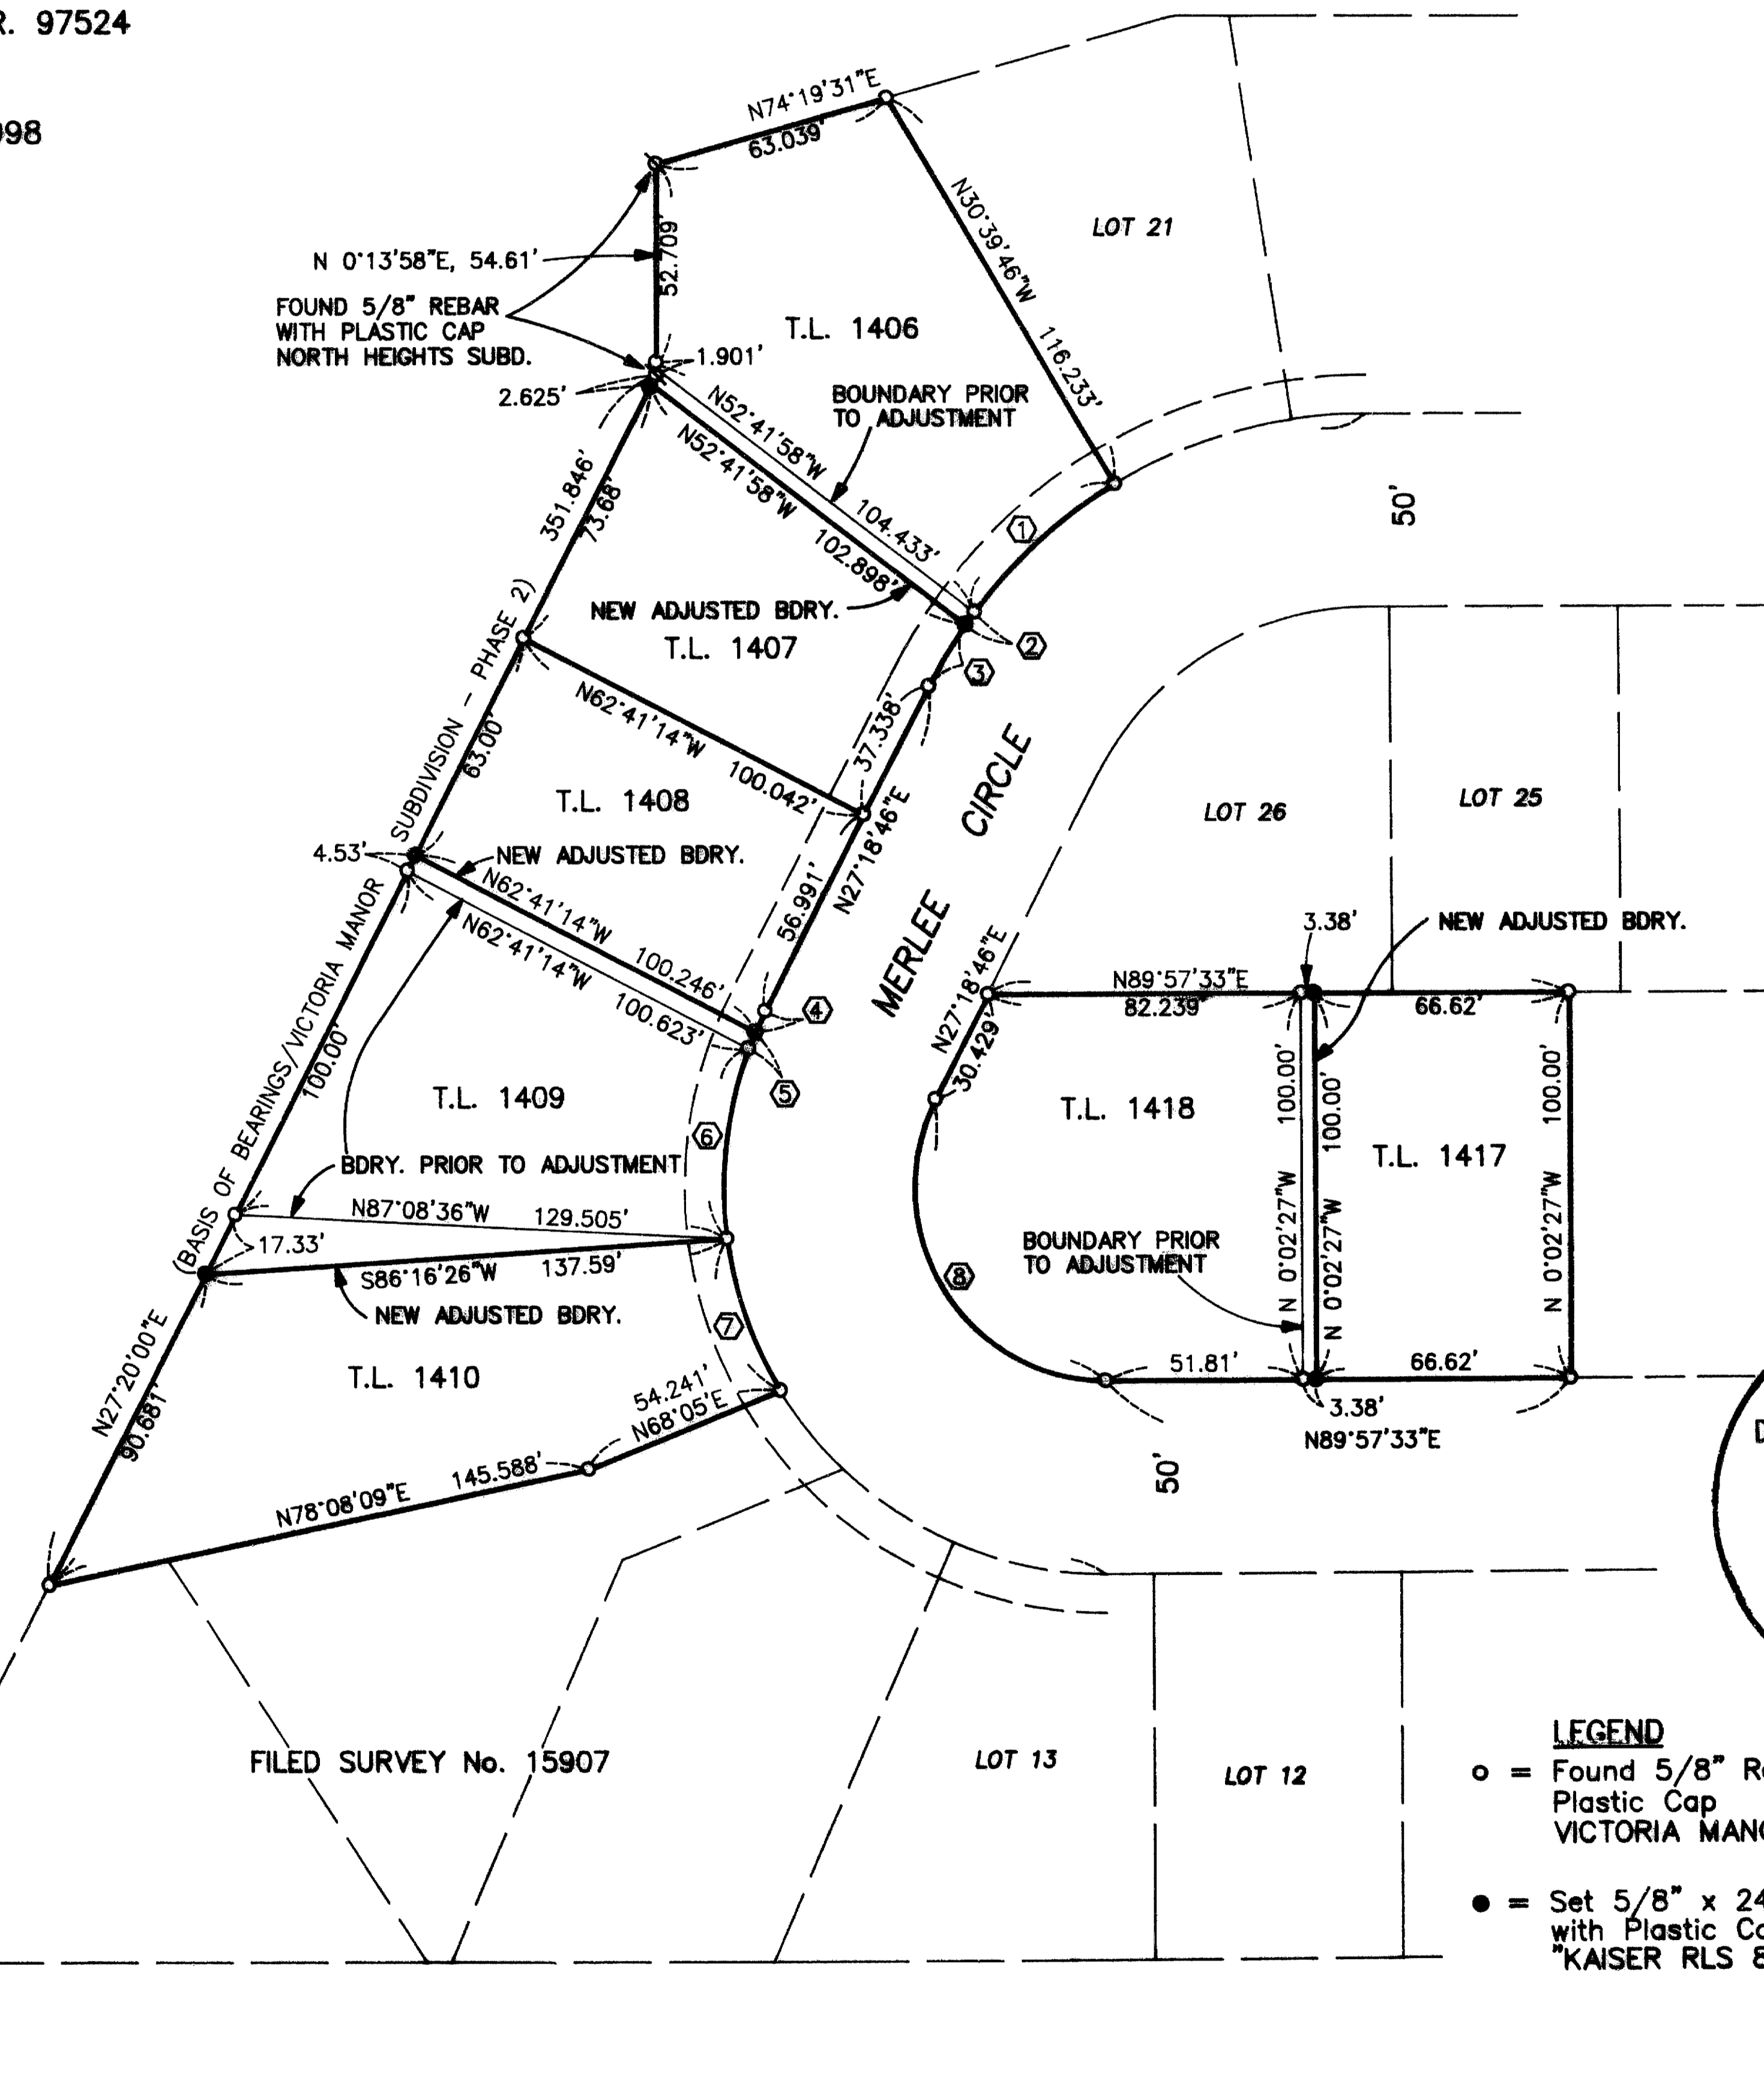 R. 97524
098
N74°19'31"E
63.039'
N30°39'46"W
116.233'
LOT 21
N 0°13'58"E, 54.61'
52.709'
FOUND 5/8" REBAR
WITH PLASTIC CAP
NORTH HEIGHTS SUBD.
T.L. 1406
1.901'
2.625'
BOUNDARY PRIOR
TO ADJUSTMENT
N52°41'58"W
104.433'
N52°41'58"W
102.898'
1
50'
351.846'
73.68'
NEW ADJUSTED BDRY.
T.L. 1407
2
3
N62°41'14"W
100.042'
37.338'
63.00'
T.L. 1408
N27°18'46"E
56.991'
MERLEE CIRCLE
LOT 26
LOT 25
4.53'
NEW ADJUSTED BDRY.
N62°41'14"W
100.246'
N62°41'14"W
100.623'
4
5
(BASIS OF BEARINGS/VICTORIA MANOR SUBDIVISION - PHASE 2)
100.00'
T.L. 1409
6
BDRY. PRIOR TO ADJUSTMENT
N87°08'36"W
129.505'
17.33'
S86°16'26"W
137.59'
NEW ADJUSTED BDRY.
7
T.L. 1410
N27°20'00"E
90.681'
54.241'
N68°05'E
145.588'
N78°08'09"E
3.38'
NEW ADJUSTED BDRY.
N89°57'33"E
82.239'
66.62'
N27°18'46"E
30.429'
T.L. 1418
100.00'
N 0°02'27"W
100.00'
N 0°02'27"W
T.L. 1417
100.00'
N 0°02'27"W
BOUNDARY PRIOR
TO ADJUSTMENT
8
51.81'
66.62'
3.38'
N89°57'33"E
50'
FILED SURVEY No. 15907
LOT 13
LOT 12
LEGEND
= Found 5/8"
Plastic Cap
VICTORIA
= Set 5/8" x 24
with Plastic
"KAISER RLS 8